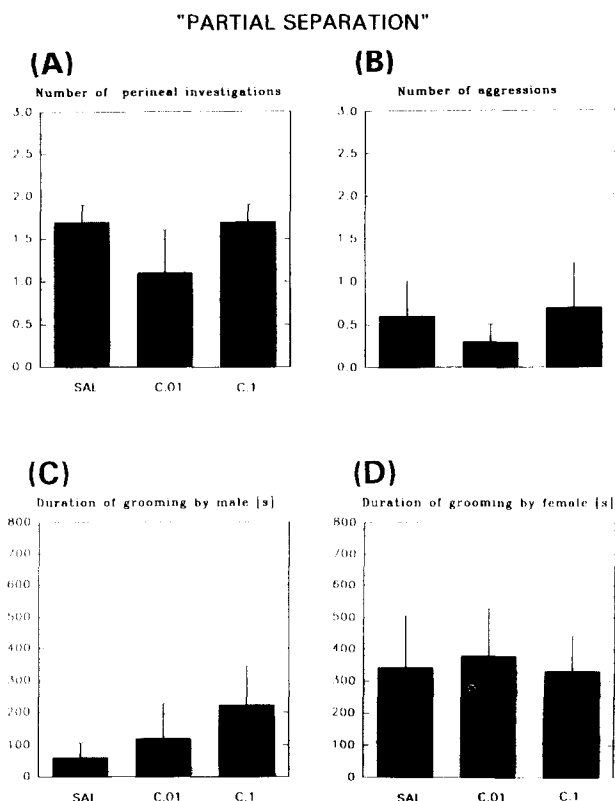 "PARTIAL SEPARATION"
(A)
Number of perineal investigations
3.0
2.5
2.0
1.5
1.0
0.5
0.0
SAL C.01 C.1
(B)
Number of aggressions
3.0
2.5
2.0
1.5
1.0
0.5
0.0
(C)
Duration of grooming by male [s]
800
700
600
500
400
300
200
100
0
SAL C.01 C.1
(D)
Duration of grooming by female [s]
800
700
600
500
400
300
200
100
0
SAL C.01 C.1